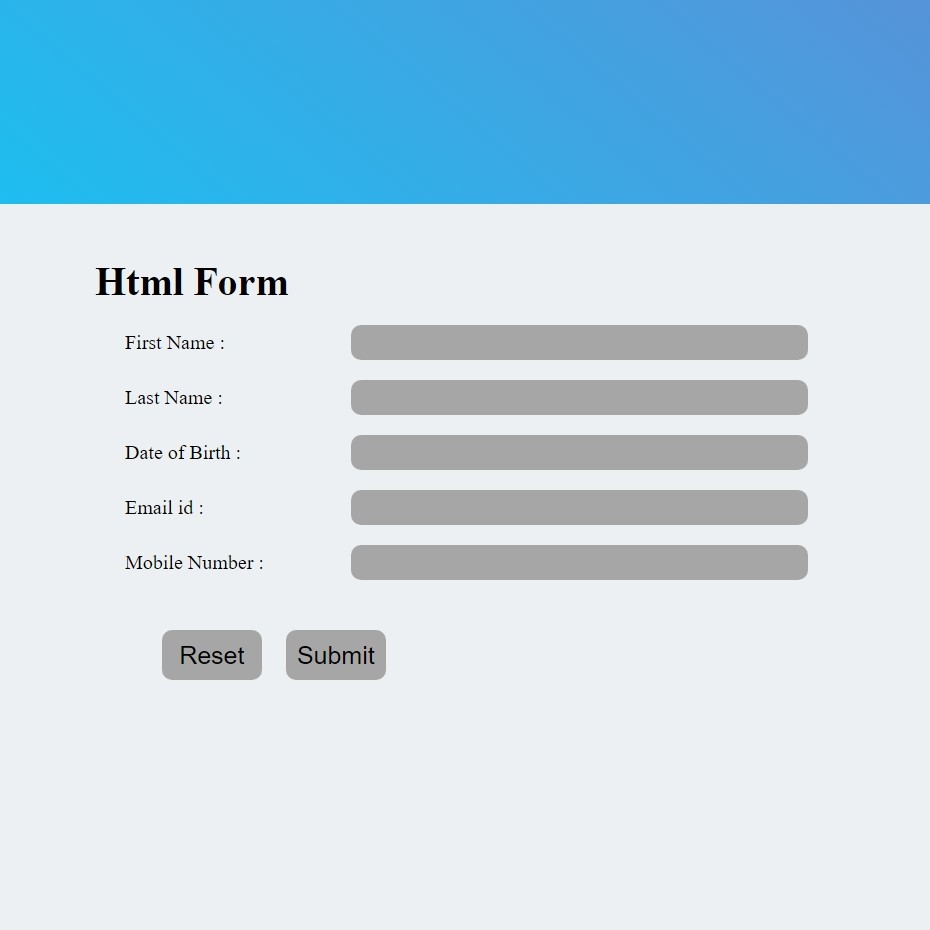 Html Form
First Name :
Last Name :
Date of Birth :
Email id :
Mobile Number :
Reset Submit